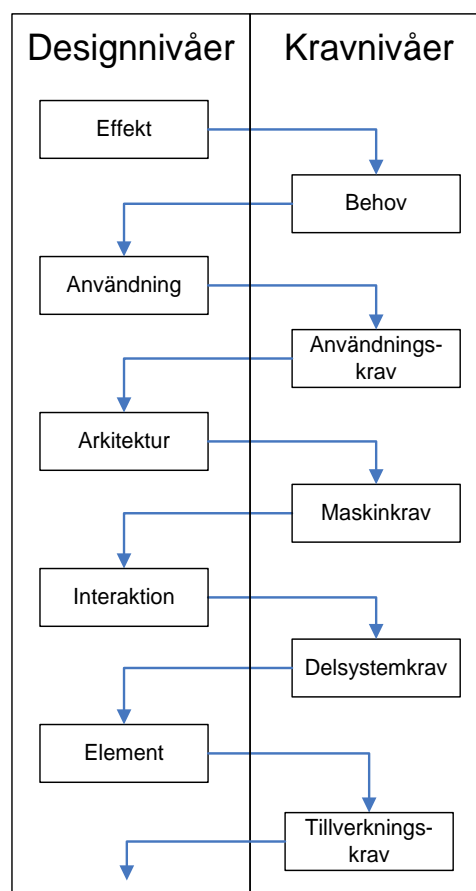 Designnivåer
Kravnivåer
Effekt
Behov
Användning
Användnings-
krav
Arkitektur
Maskinkrav
Interaktion
Delsystemkrav
Element
Tillverknings-
krav